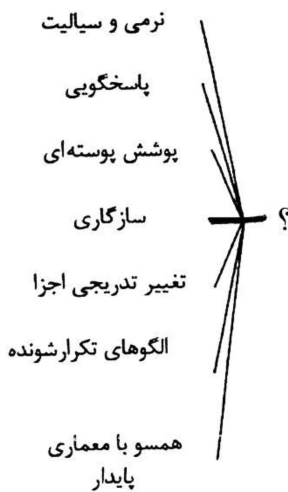 نرمی و سیالیت
پاسخگویی
پوشش پوسته‌ای
سازگاری
؟
تغییر تدریجی اجزا
الگوهای تکرارشونده
همسو با معماری
پایدار